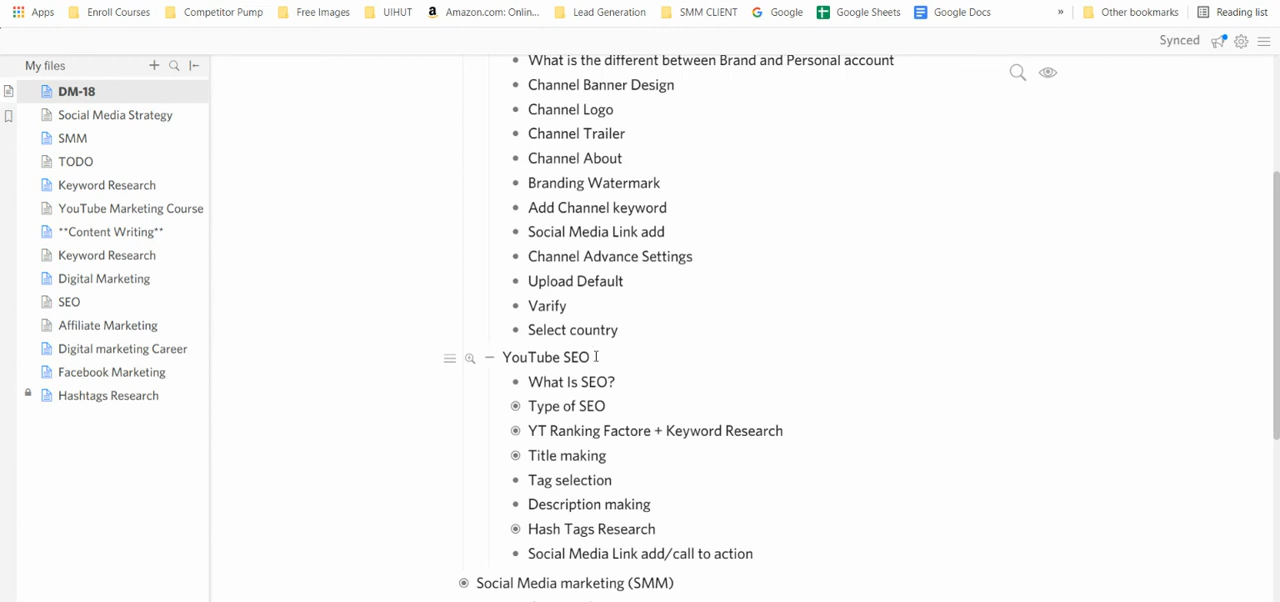 Apps Enroll Courses Competitor Pump Free Images UIHUT Amazon.com: Onlin... Lead Generation SMM CLIENT Google Google Sheets Google Docs » Other bookmarks Reading list
Synced
My files
DM-18
Social Media Strategy
SMM
TODO
Keyword Research
YouTube Marketing Course
**Content Writing**
Keyword Research
Digital Marketing
SEO
Affiliate Marketing
Digital marketing Career
Facebook Marketing
Hashtags Research
What is the different between Brand and Personal account
Channel Banner Design
Channel Logo
Channel Trailer
Channel About
Branding Watermark
Add Channel keyword
Social Media Link add
Channel Advance Settings
Upload Default
Varify
Select country
YouTube SEO
What Is SEO?
Type of SEO
YT Ranking Factore + Keyword Research
Title making
Tag selection
Description making
Hash Tags Research
Social Media Link add/call to action
Social Media marketing (SMM)